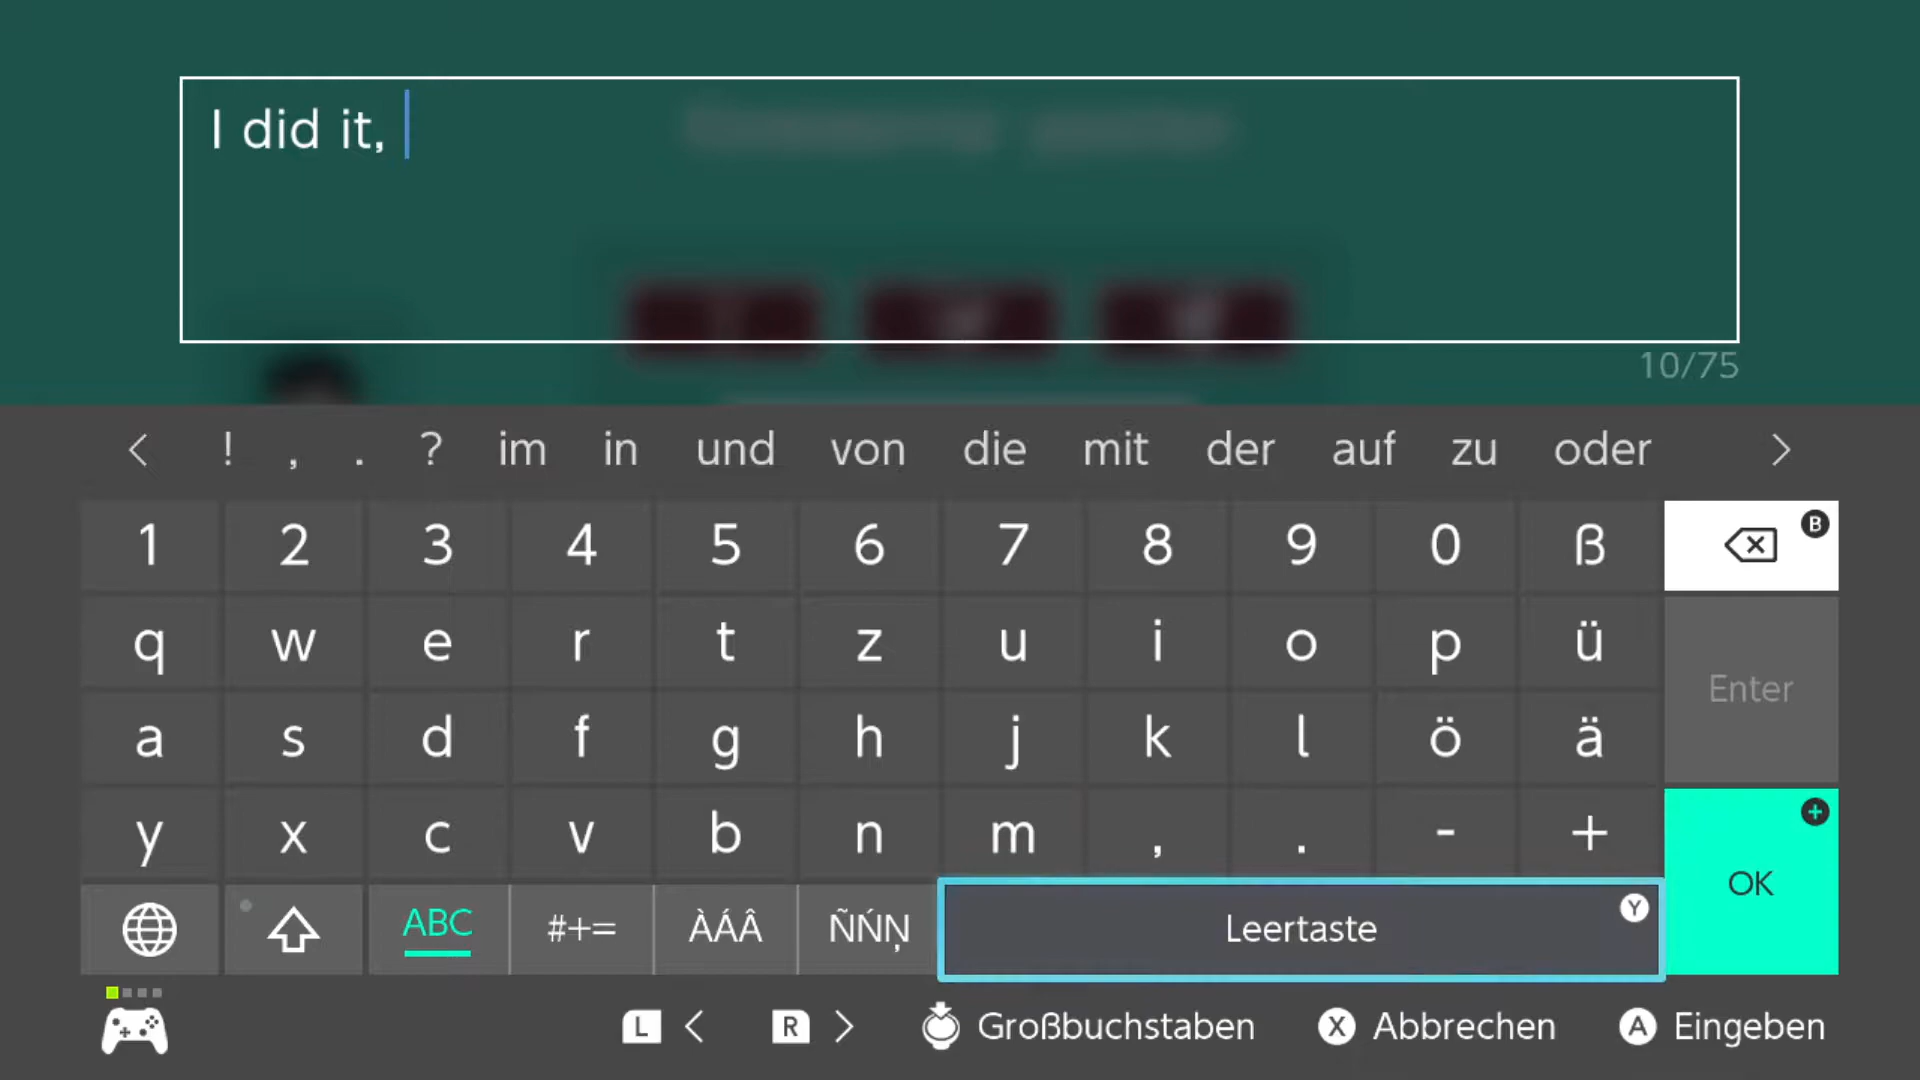 I did it,
10/75
< ! , . ? im in und von die mit der auf zu oder >
1 2 3 4 5 6 7 8 9 0 ß B
q w e r t z u i o p ü
Enter
a s d f g h j k l ö ä
y x c v b n m , . - + +
OK
ABC #+= ÀÁÂ ÑŃŅ Leertaste Y
L < R > Großbuchstaben X Abbrechen A Eingeben